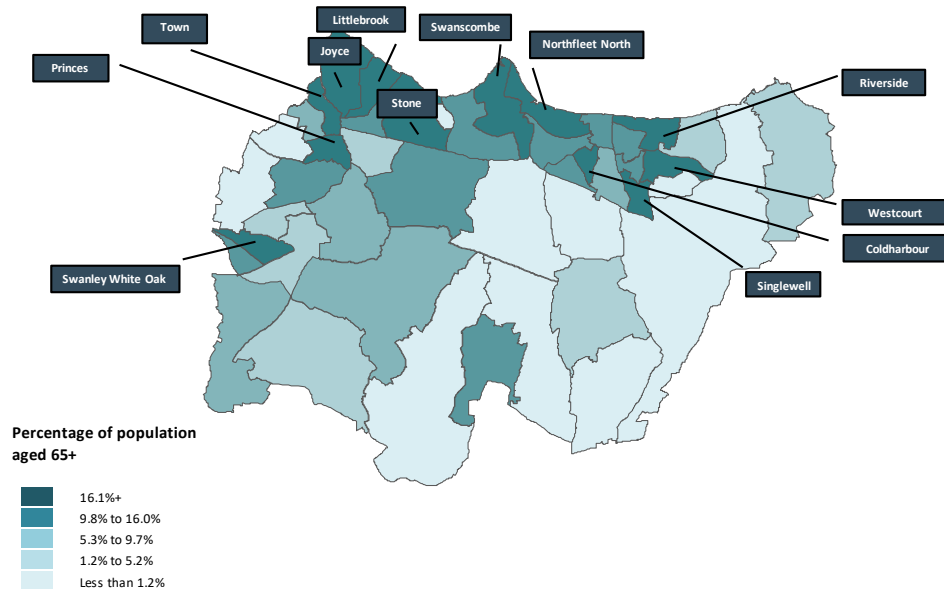 Littlebrook
Town
Swanscombe
Northfleet North
Joyce
Princes
Riverside
Stone
Westcourt
Coldharbour
Swanley White Oak
Singlewell
Percentage of population
aged 65+
16.1%+
9.8% to 16.0%
5.3% to 9.7%
1.2% to 5.2%
Less than 1.2%